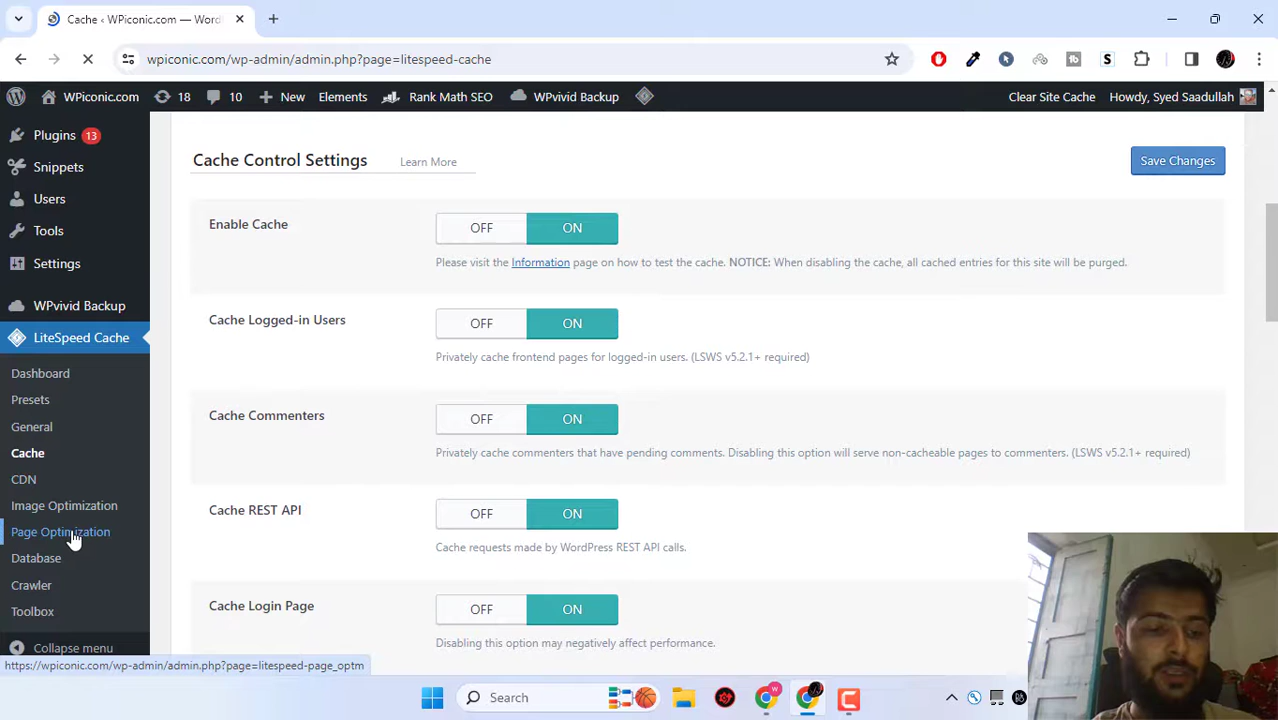 Cache ‹ WPiconic.com — Word
wpiconic.com/wp-admin/admin.php?page=litespeed-cache
WPiconic.com
18
10
New
Elements
Rank Math SEO
WPvivid Backup
Clear Site Cache
Howdy, Syed Saadullah
Plugins 13
Snippets
Users
Tools
Settings
WPvivid Backup
LiteSpeed Cache
Dashboard
Presets
General
Cache
CDN
Image Optimization
Page Optimization
Database
Crawler
Toolbox
Collapse menu
Cache Control Settings
Learn More
Save Changes
Enable Cache
OFF ON
Please visit the Information page on how to test the cache. NOTICE: When disabling the cache, all cached entries for this site will be purged.
Cache Logged-in Users
OFF ON
Privately cache frontend pages for logged-in users. (LSWS v5.2.1+ required)
Cache Commenters
OFF ON
Privately cache commenters that have pending comments. Disabling this option will serve non-cacheable pages to commenters. (LSWS v5.2.1+ required)
Cache REST API
OFF ON
Cache requests made by WordPress REST API calls.
Cache Login Page
OFF ON
Disabling this option may negatively affect performance.
https://wpiconic.com/wp-admin/admin.php?page=litespeed-page_optm
Search